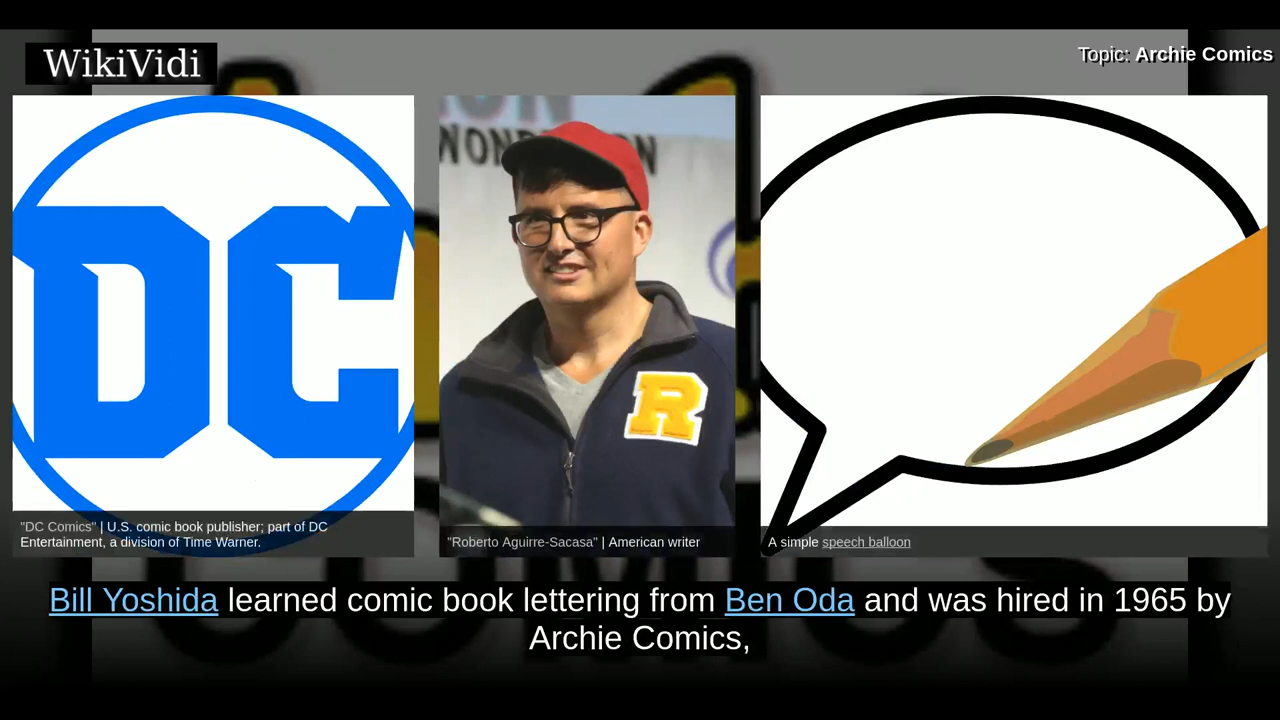 WikiVidi
Topic: Archie Comics
DC
R
"DC Comics" | U.S. comic book publisher; part of DC
Entertainment, a division of Time Warner.
"Roberto Aguirre-Sacasa" | American writer
A simple speech balloon
Bill Yoshida learned comic book lettering from Ben Oda and was hired in 1965 by
Archie Comics,